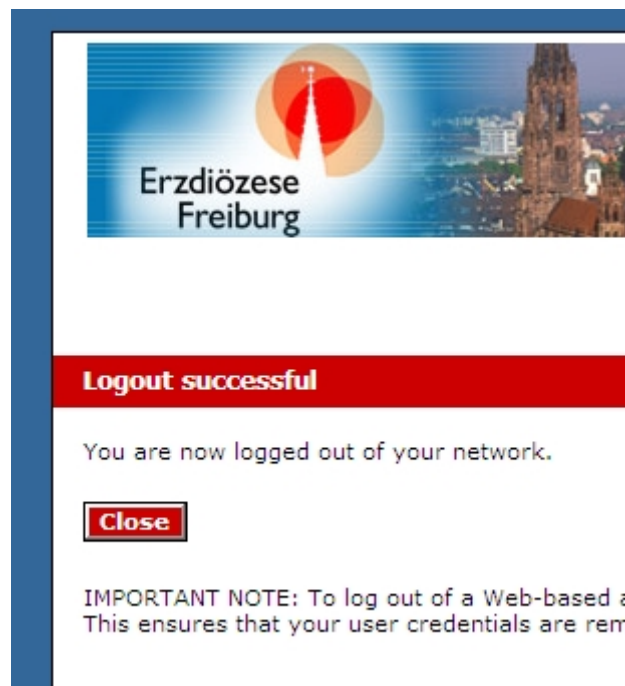 Erzdiözese
Freiburg
Logout successful
You are now logged out of your network.
Close
IMPORTANT NOTE: To log out of a Web-based
This ensures that your user credentials are